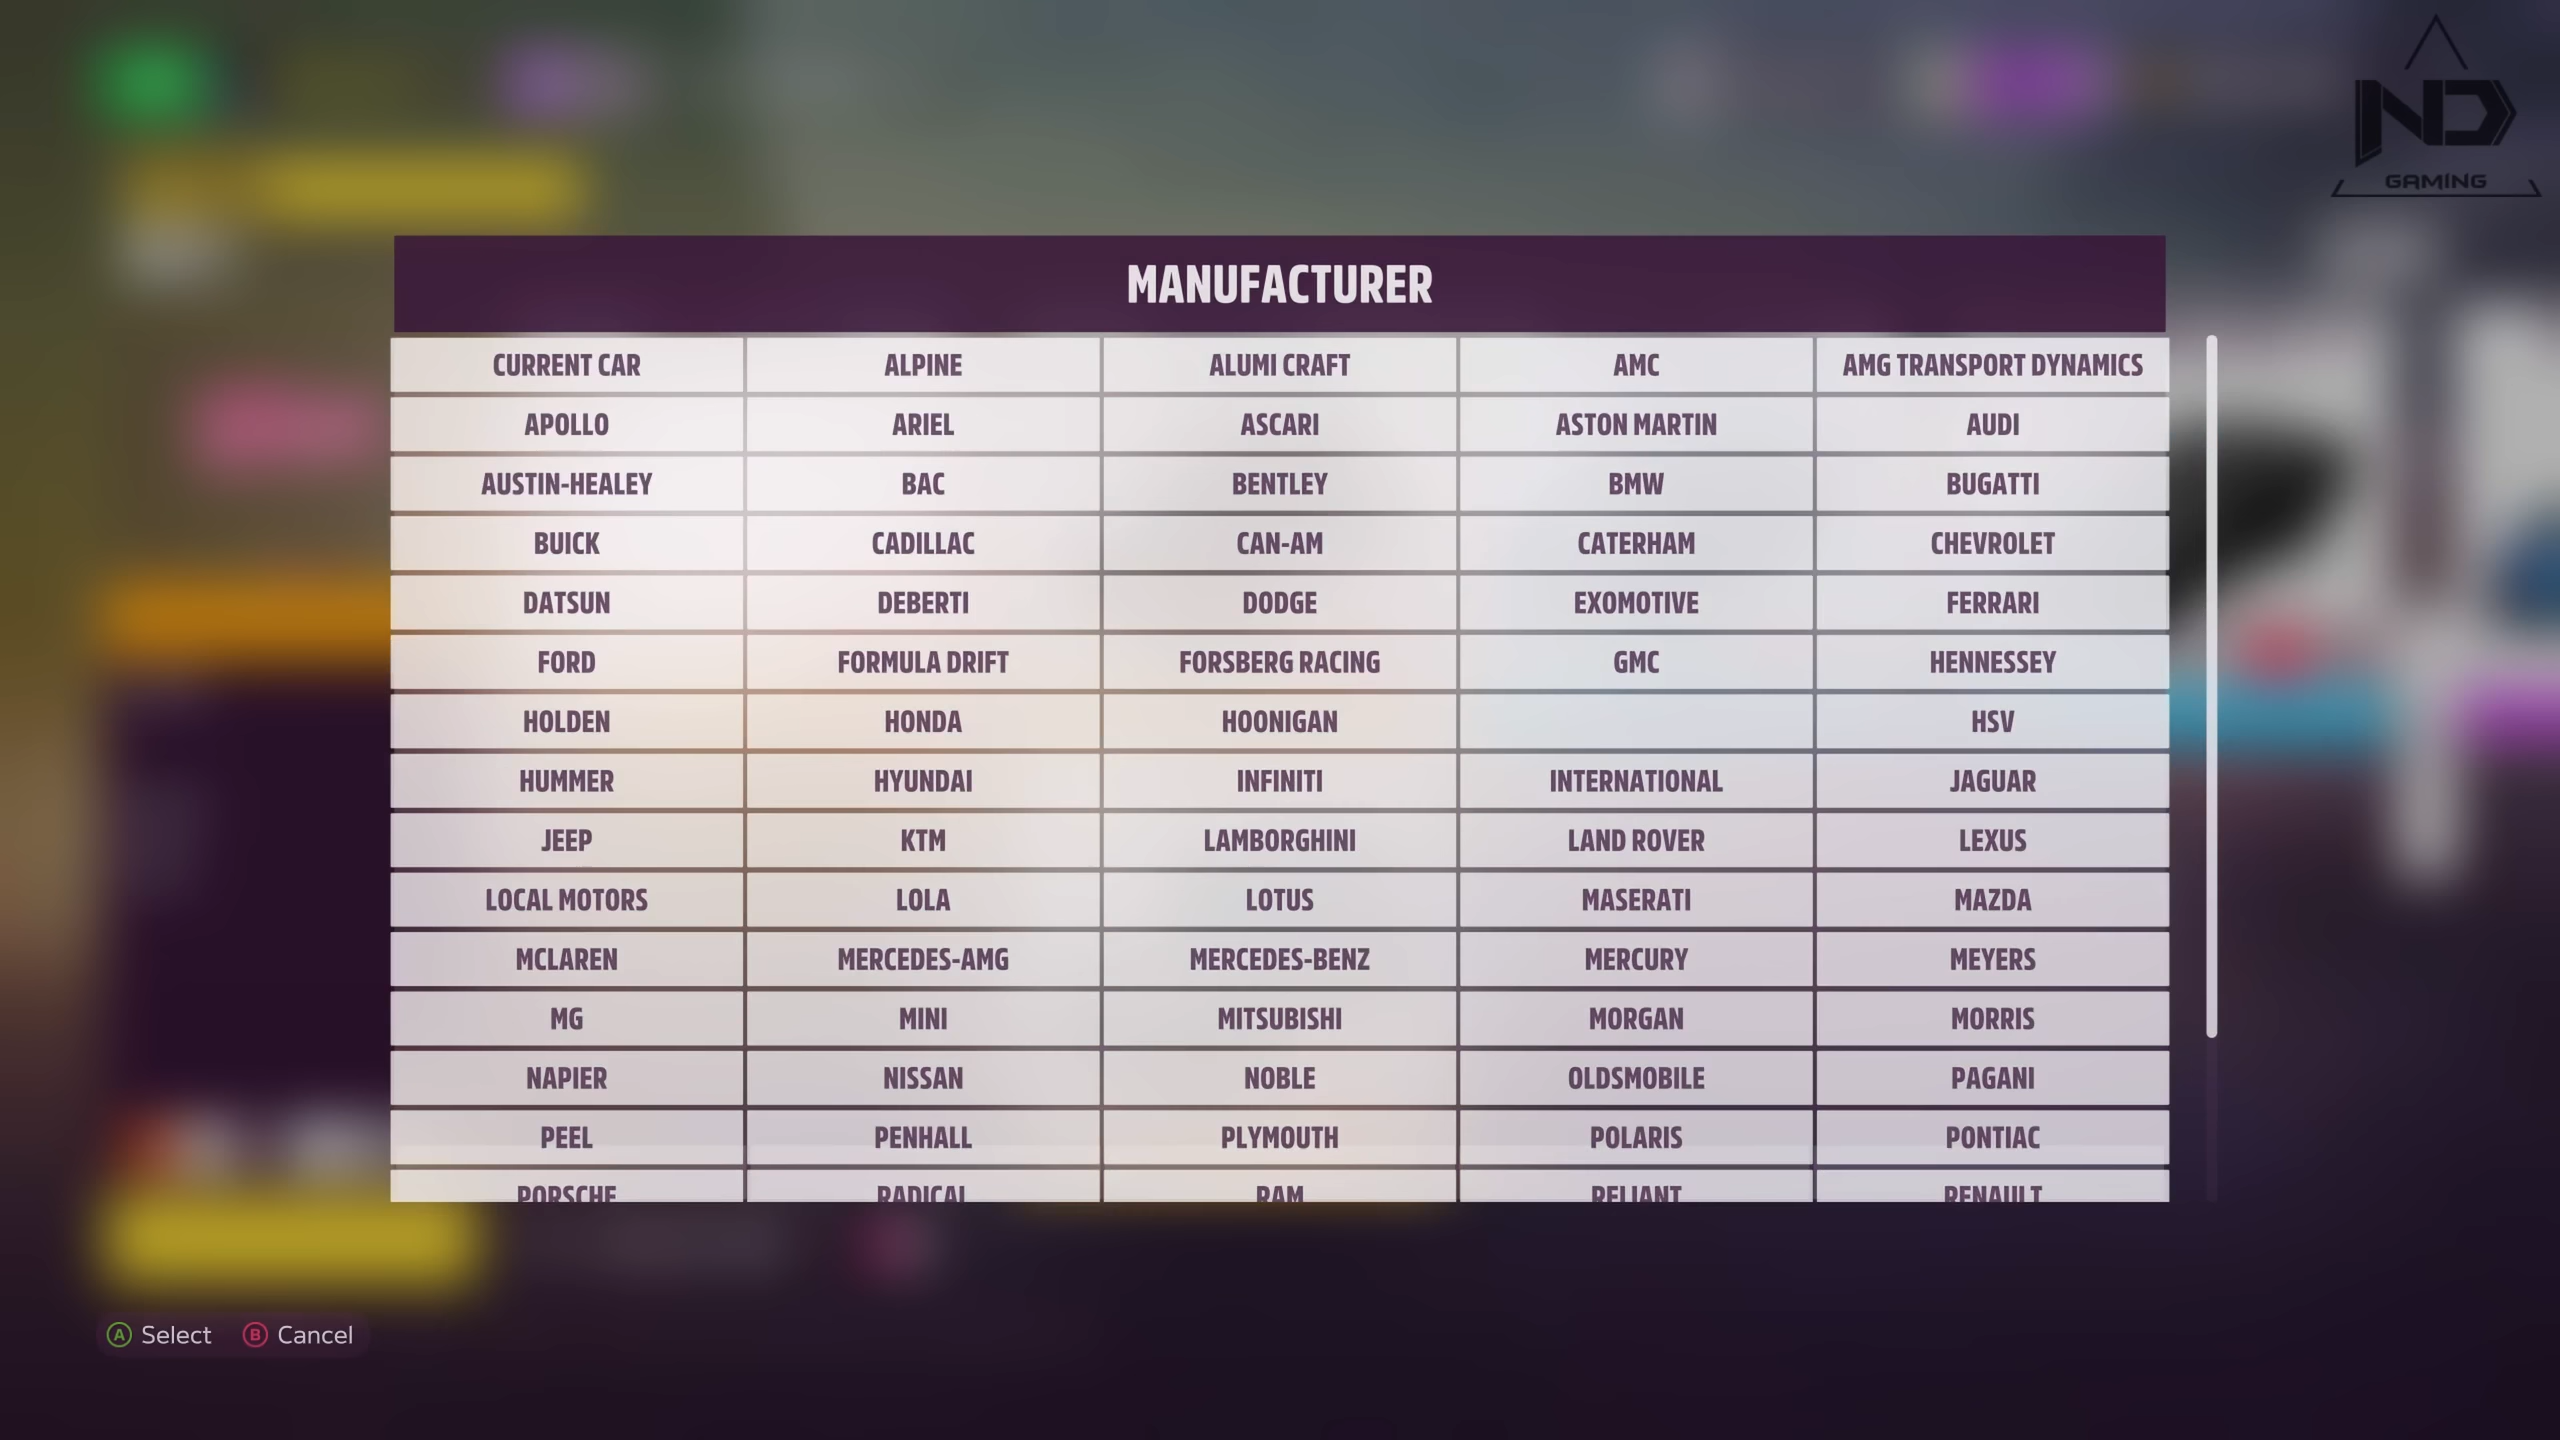 ND
GAMING
MANUFACTURER
CURRENT CAR ALPINE ALUMI CRAFT AMC AMG TRANSPORT DYNAMICS
APOLLO ARIEL ASCARI ASTON MARTIN AUDI
AUSTIN-HEALEY BAC BENTLEY BMW BUGATTI
BUICK CADILLAC CAN-AM CATERHAM CHEVROLET
DATSUN DEBERTI DODGE EXOMOTIVE FERRARI
FORD FORMULA DRIFT FORSBERG RACING GMC HENNESSEY
HOLDEN HONDA HOONIGAN HSV
HUMMER HYUNDAI INFINITI INTERNATIONAL JAGUAR
JEEP KTM LAMBORGHINI LAND ROVER LEXUS
LOCAL MOTORS LOLA LOTUS MASERATI MAZDA
MCLAREN MERCEDES-AMG MERCEDES-BENZ MERCURY MEYERS
MG MINI MITSUBISHI MORGAN MORRIS
NAPIER NISSAN NOBLE OLDSMOBILE PAGANI
PEEL PENHALL PLYMOUTH POLARIS PONTIAC
PORSCHE RADICAL RAM RELIANT RENAULT
A Select B Cancel